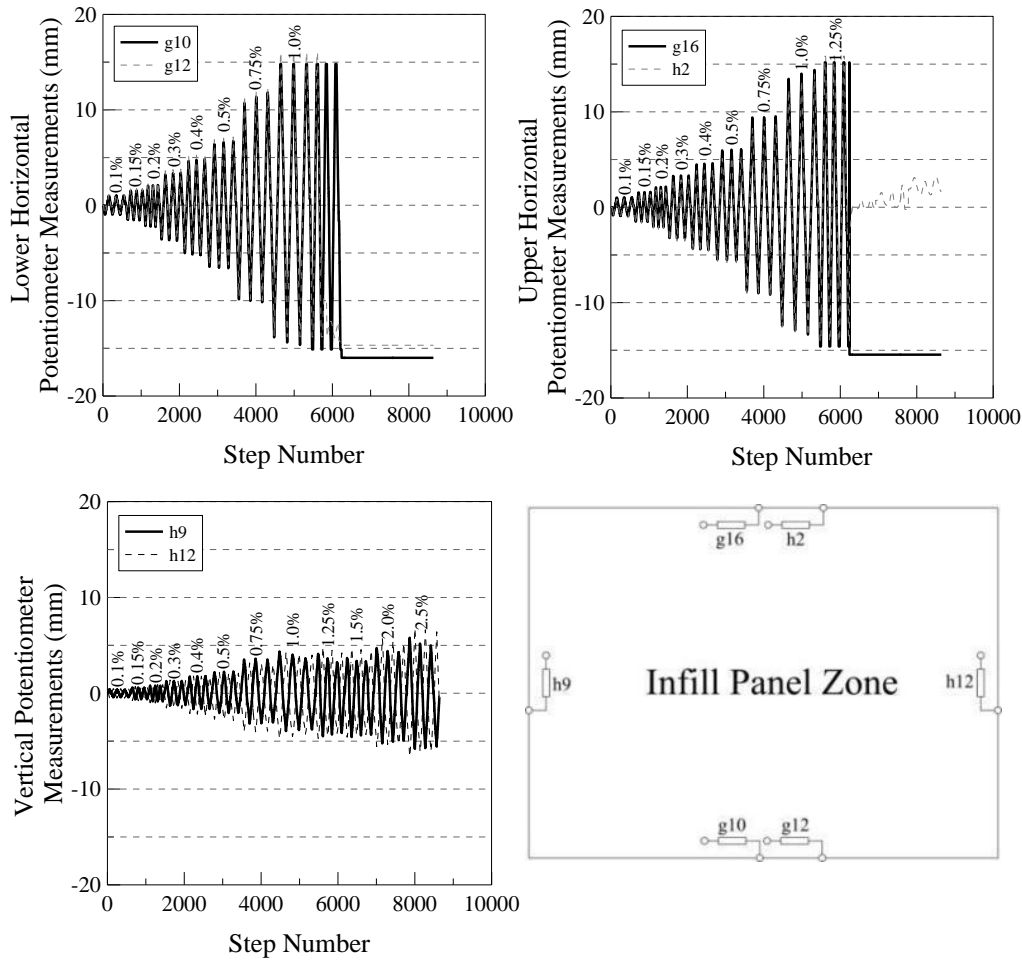 Lower Horizontal
Potentiometer Measurements (mm)
20
10
0
-10
-20
g10
g12
0.1%
0.15%
0.2%
0.3%
0.4%
0.5%
0.75%
1.0%
0 2000 4000 6000 8000 10000
Step Number
Upper Horizontal
Potentiometer Measurements (mm)
20
10
0
-10
-20
g16
h2
0.1%
0.15%
0.2%
0.3%
0.4%
0.5%
0.75%
1.0%
1.25%
0 2000 4000 6000 8000 10000
Step Number
Vertical Potentiometer
Measurements (mm)
20
10
0
-10
-20
h9
h12
0.1%
0.15%
0.2%
0.3%
0.4%
0.5%
0.75%
1.0%
1.25%
1.5%
2.0%
2.5%
0 2000 4000 6000 8000 10000
Step Number
g16 h2
h9 Infill Panel Zone h12
g10 g12